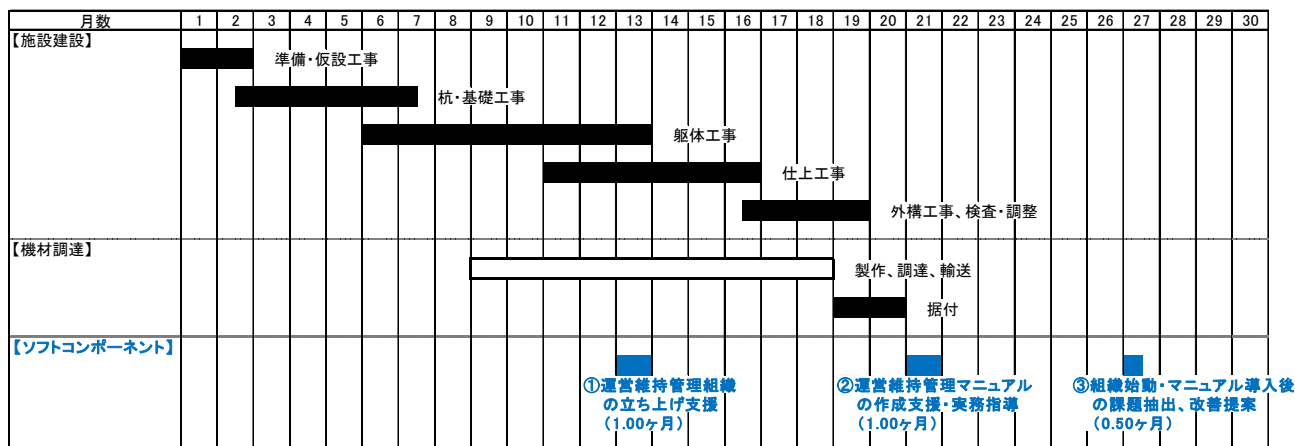 月数 1 2 3 4 5 6 7 8 9 10 11 12 13 14 15 16 17 18 19 20 21 22 23 24 25 26 27 28 29 30
【施設建設】
準備・仮設工事
杭・基礎工事
躯体工事
仕上工事
外構工事、検査・調整
【機材調達】
製作、調達、輸送
据付
【ソフトコンポーネント】
①運営維持管理組織
の立ち上げ支援
(1.00ヶ月)
②運営維持管理マニュアル
の作成支援・実務指導
(1.00ヶ月)
③組織始動・マニュアル導入後
の課題抽出、改善提案
(0.50ヶ月)